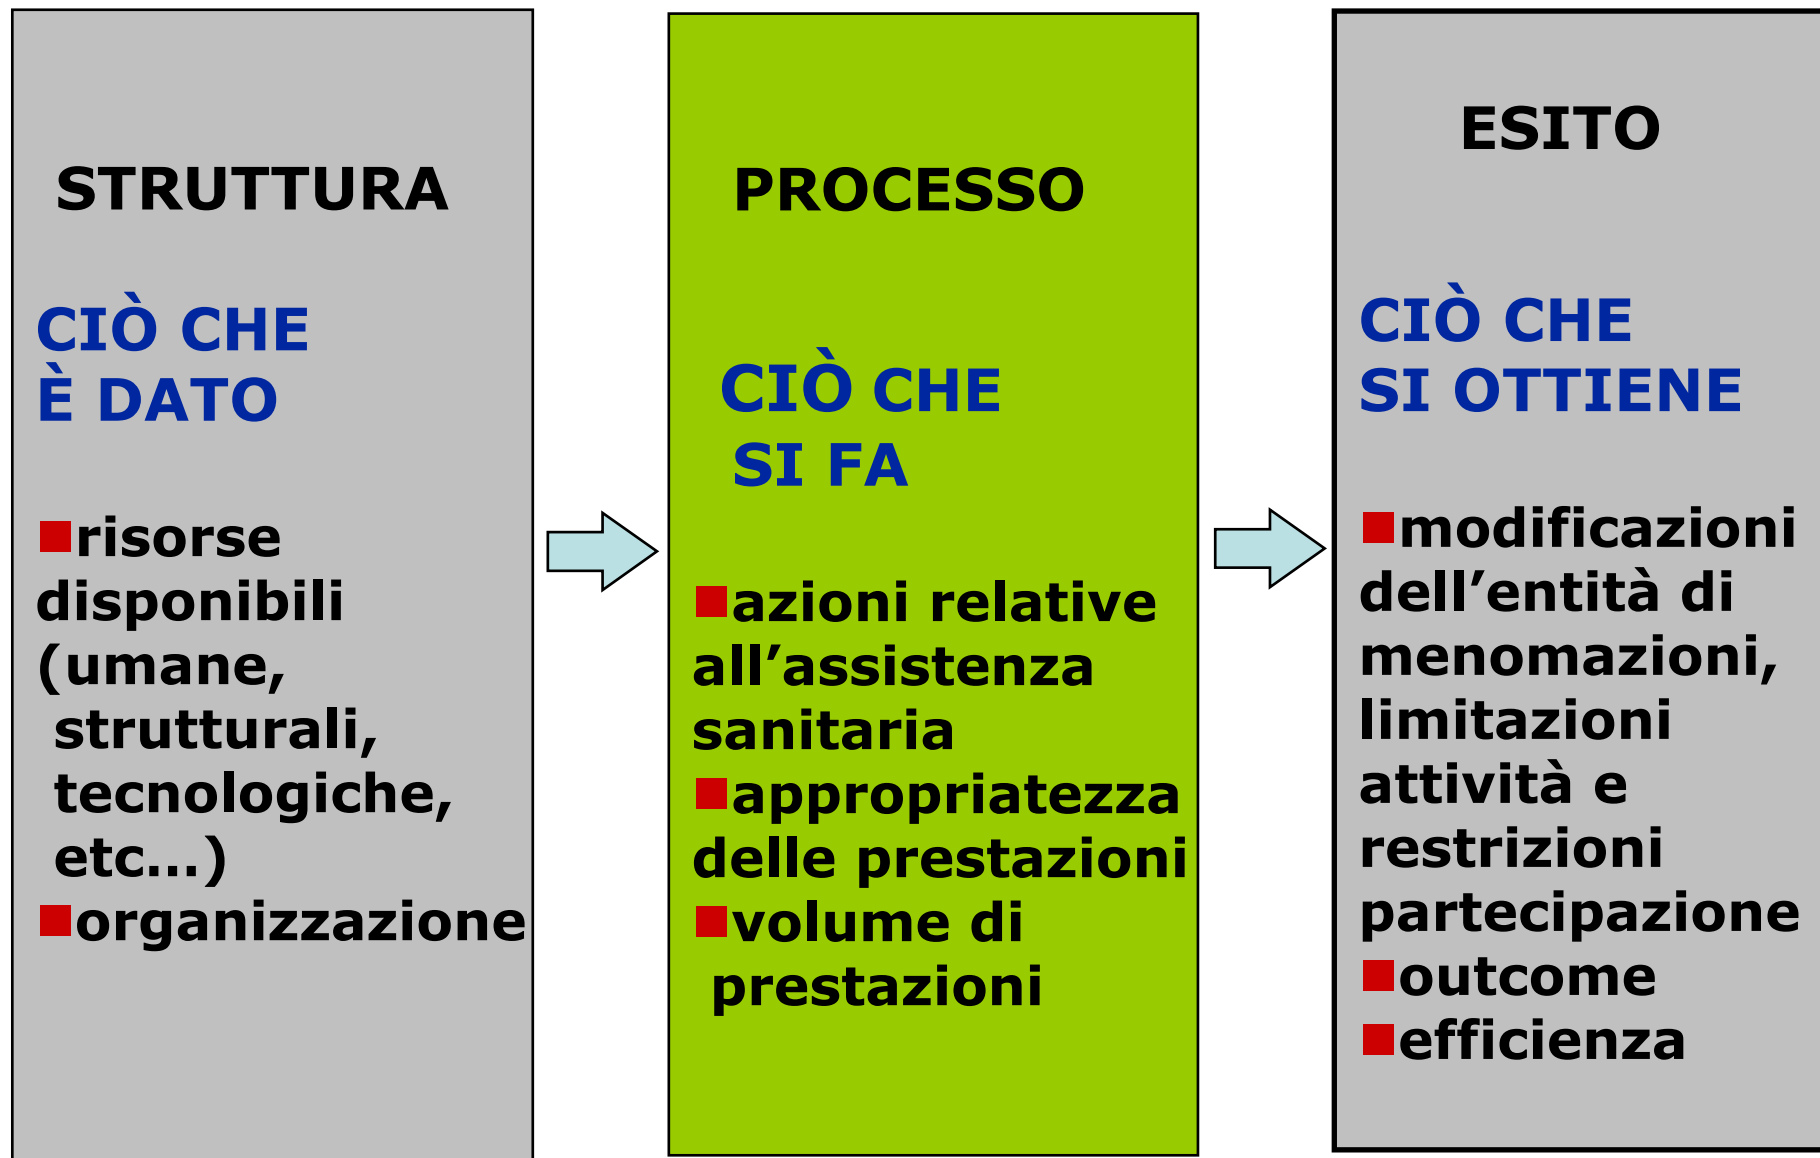 STRUTTURA
CIÒ CHE
È DATO
risorse
disponibili
(umane,
strutturali,
tecnologiche,
etc…)
organizzazione
PROCESSO
CIÒ CHE
SI FA
azioni relative
all’assistenza
sanitaria
appropriatezza
delle prestazioni
volume di
prestazioni
ESITO
CIÒ CHE
SI OTTIENE
modificazioni
dell’entità di
menomazioni,
limitazioni
attività e
restrizioni
partecipazione
outcome
efficienza